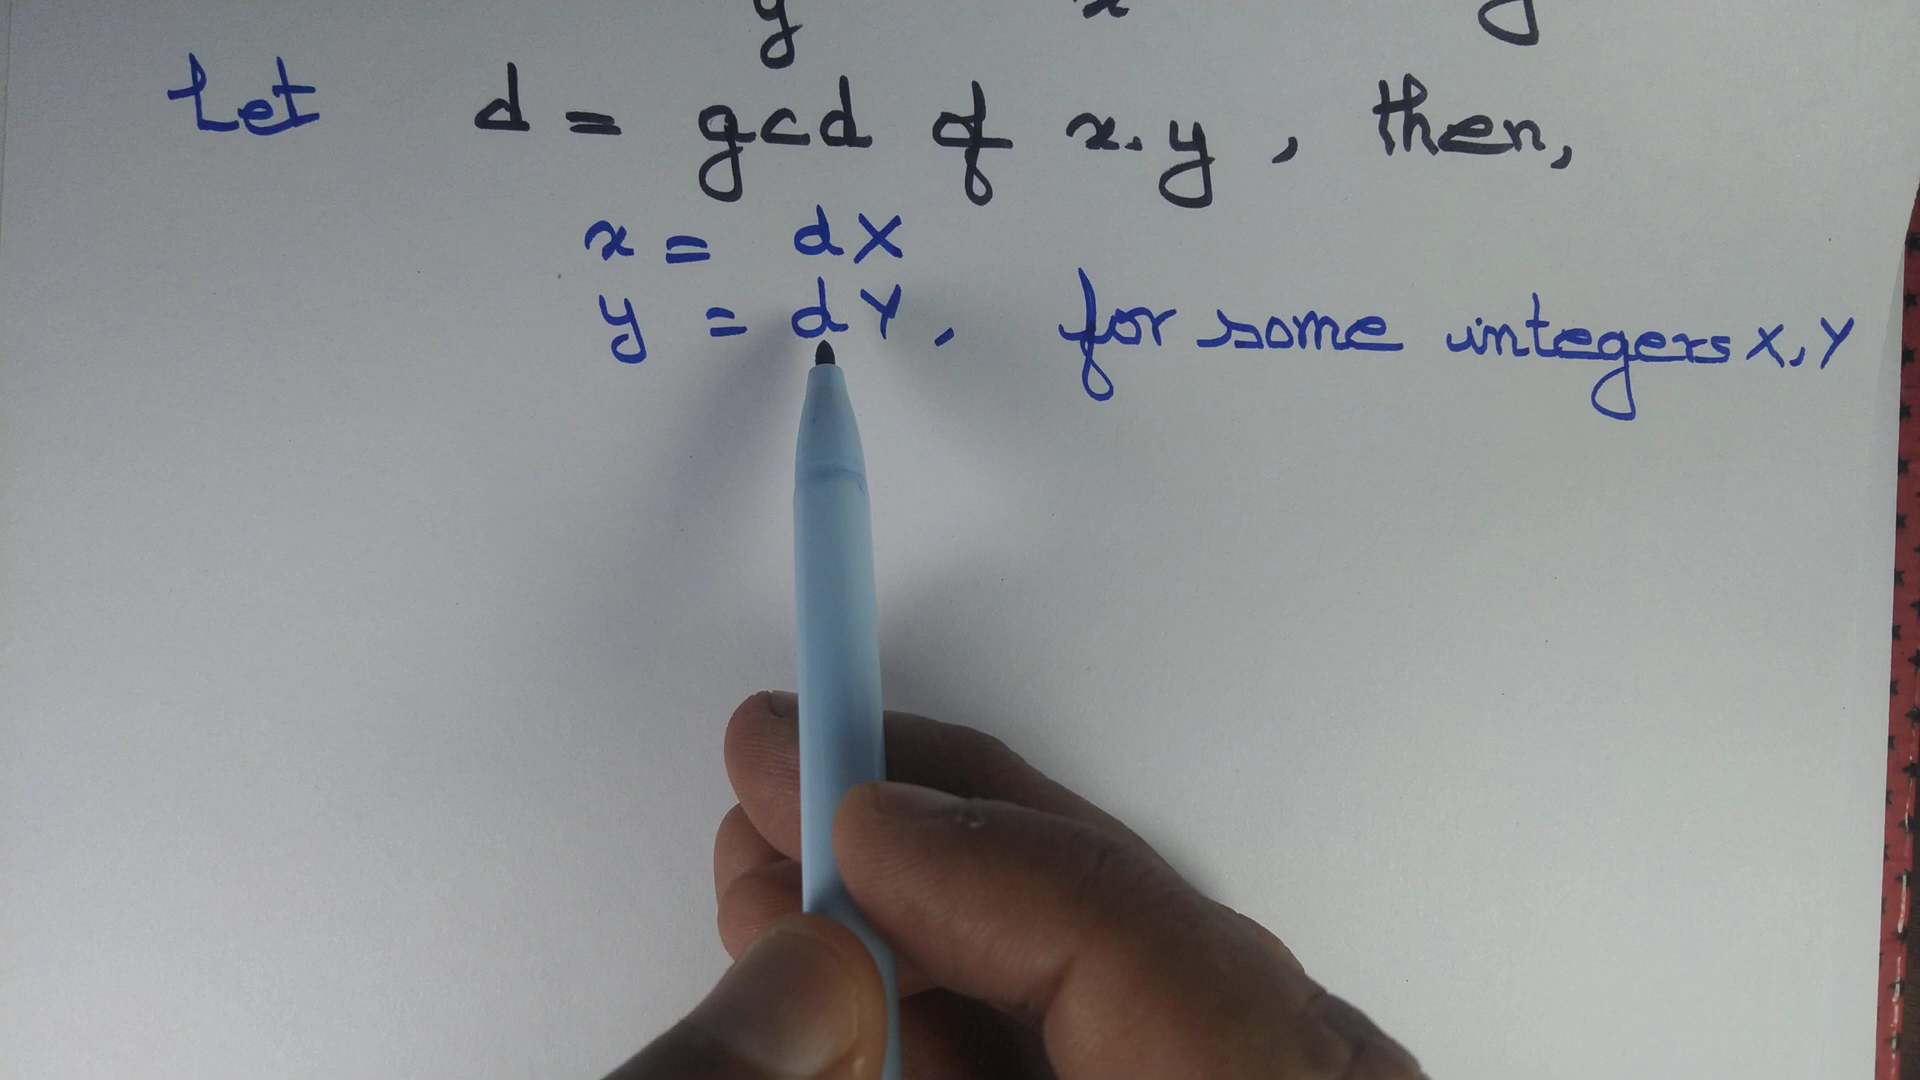 y x y
Let d = gcd of x, y, then,
x = dX
y = dY, for some integers X, Y